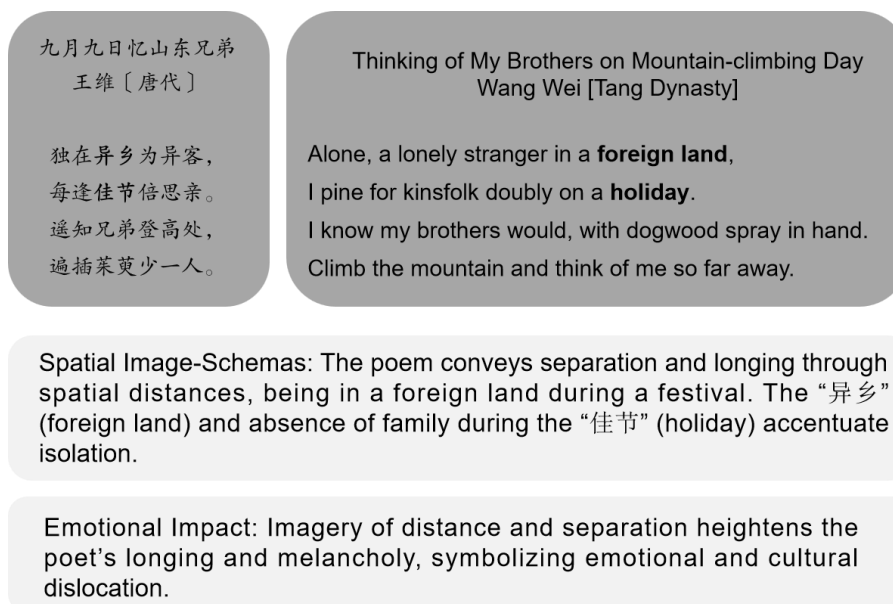 九月九日忆山东兄弟
王维〔唐代〕
独在异乡为异客，
每逢佳节倍思亲。
遥知兄弟登高处，
遍插茱萸少一人。
Thinking of My Brothers on Mountain-climbing Day
Wang Wei [Tang Dynasty]
Alone, a lonely stranger in a foreign land,
I pine for kinsfolk doubly on a holiday.
I know my brothers would, with dogwood spray in hand.
Climb the mountain and think of me so far away.
Spatial Image-Schemas: The poem conveys separation and longing through
spatial distances, being in a foreign land during a festival. The “异乡”
(foreign land) and absence of family during the “佳节” (holiday) accentuate
isolation.
Emotional Impact: Imagery of distance and separation heightens the
poet’s longing and melancholy, symbolizing emotional and cultural
dislocation.